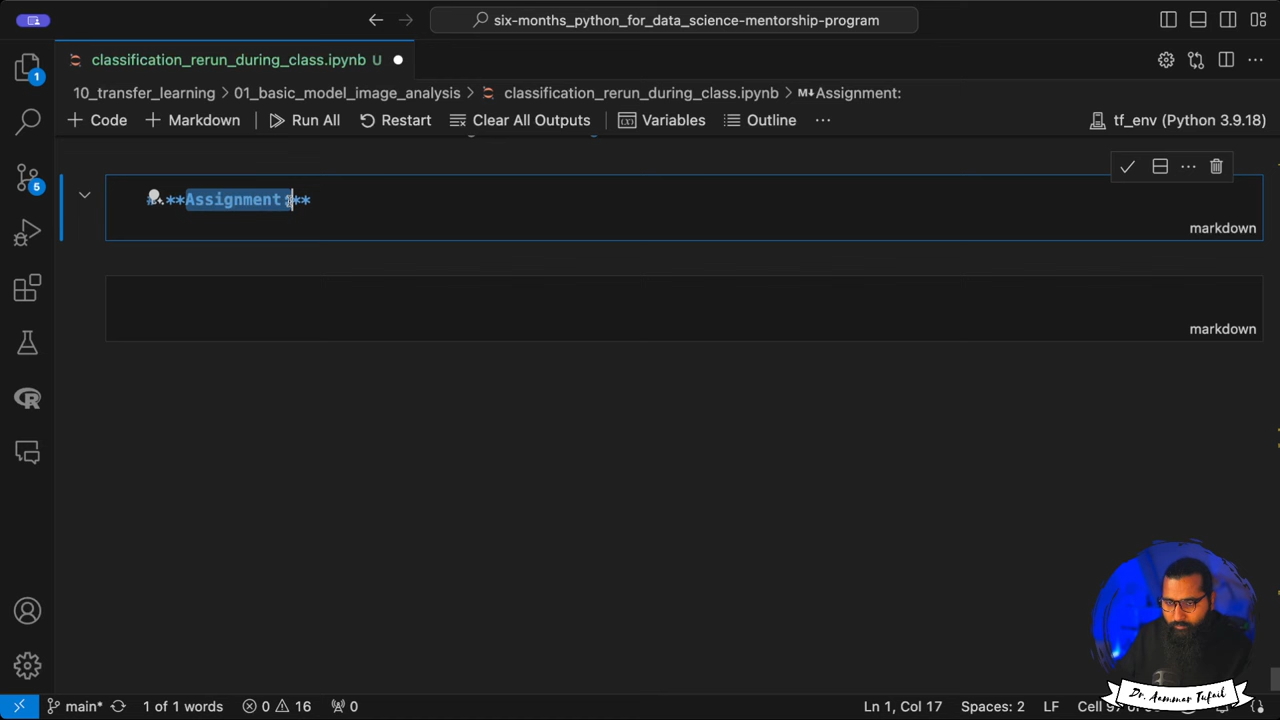 six-months_python_for_data_science-mentorship-program
classification_rerun_during_class.ipynb U
10_transfer_learning > 01_basic_model_image_analysis > classification_rerun_during_class.ipynb > M↓Assignment:
+ Code + Markdown Run All Restart Clear All Outputs Variables Outline ... tf_env (Python 3.9.18)
**Assignment:**
markdown
markdown
1
5
Dr. Aammar Tufail
main* 1 of 1 words 0 16 0 Ln 1, Col 17 Spaces: 2 LF